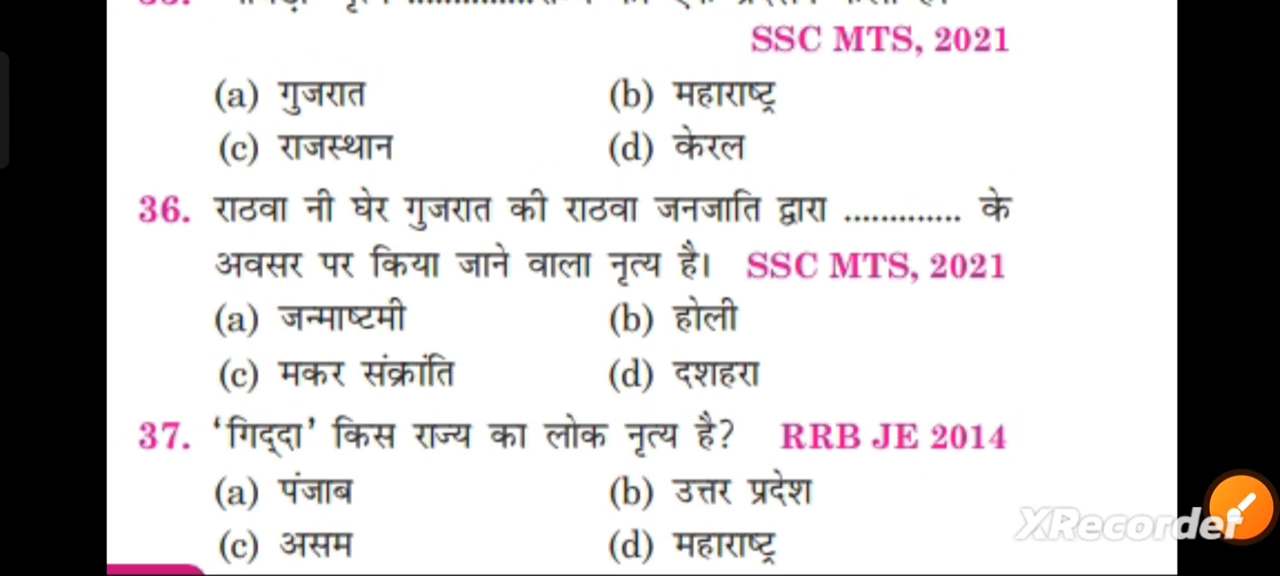 SSC MTS, 2021
(a) गुजरात (b) महाराष्ट्र
(c) राजस्थान (d) केरल
36. राठवा नी घेर गुजरात की राठवा जनजाति द्वारा ............. के
अवसर पर किया जाने वाला नृत्य है। SSC MTS, 2021
(a) जन्माष्टमी (b) होली
(c) मकर संक्रांति (d) दशहरा
37. ‘गिद्दा’ किस राज्य का लोक नृत्य है? RRB JE 2014
(a) पंजाब (b) उत्तर प्रदेश
(c) असम (d) महाराष्ट्र
XRecorder